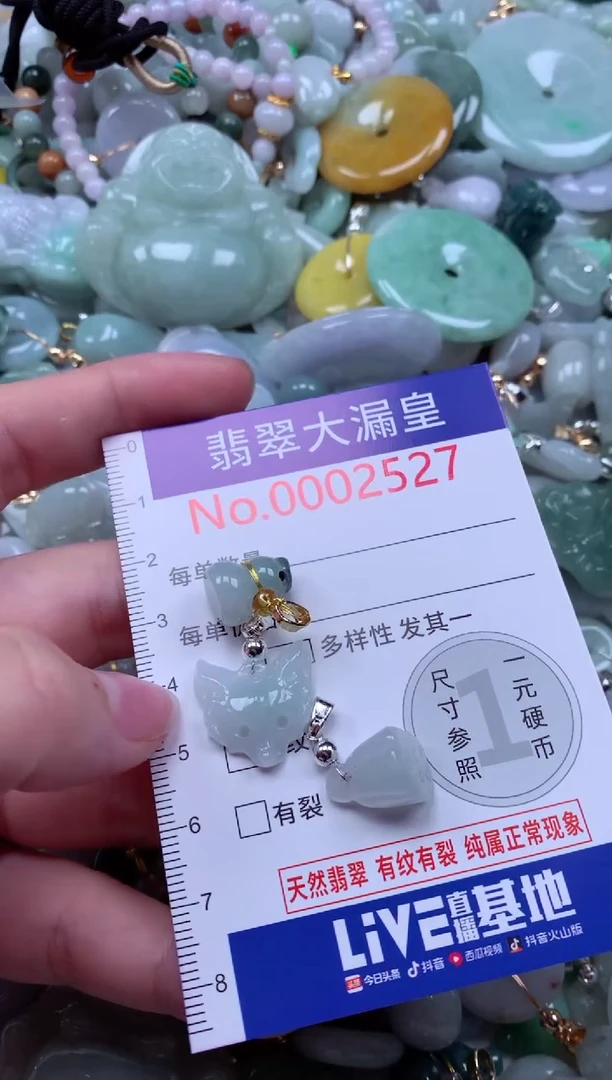 翡翠大漏皇
No.0002527
0
1
2
每单数量
3
每单
多样性 发其一
4
尺寸参照
1
一元硬币
5
6
有裂
天然翡翠 有纹有裂 纯属正常现象
7
LiVE直播基地
8
头条 今日头条 抖音 西瓜视频 抖音火山版